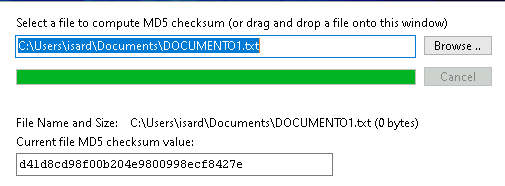 Select a file to compute MD5 checksum (or drag and drop a file onto this window)
C:\Users\isard\Documents\DOCUMENTO1.txt
Browse ..
Cancel
File Name and Size: C:\Users\isard\Documents\DOCUMENTO1.txt (0 bytes)
Current file MD5 checksum value:
d41d8cd98f00b204e9800998ecf8427e